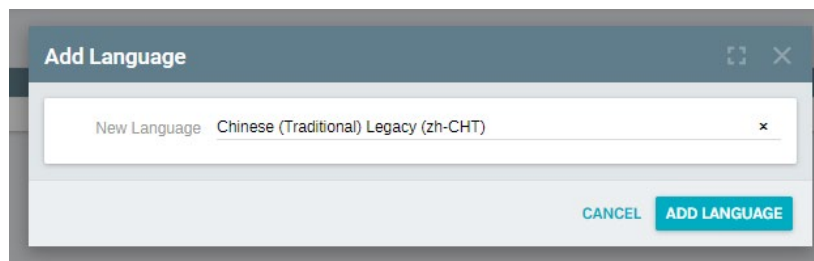 Add Language
New Language Chinese (Traditional) Legacy (zh-CHT)
CANCEL ADD LANGUAGE